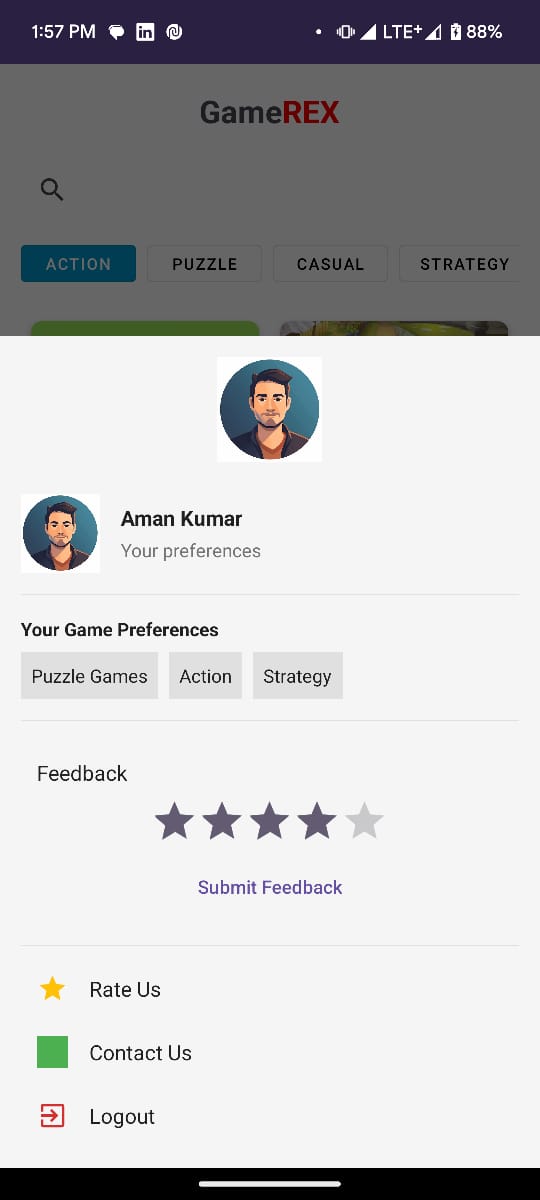 1:57 PM LTE+ 88%
GameREX
ACTION PUZZLE CASUAL STRATEGY
Aman Kumar
Your preferences
Your Game Preferences
Puzzle Games Action Strategy
Feedback
Submit Feedback
Rate Us
Contact Us
Logout